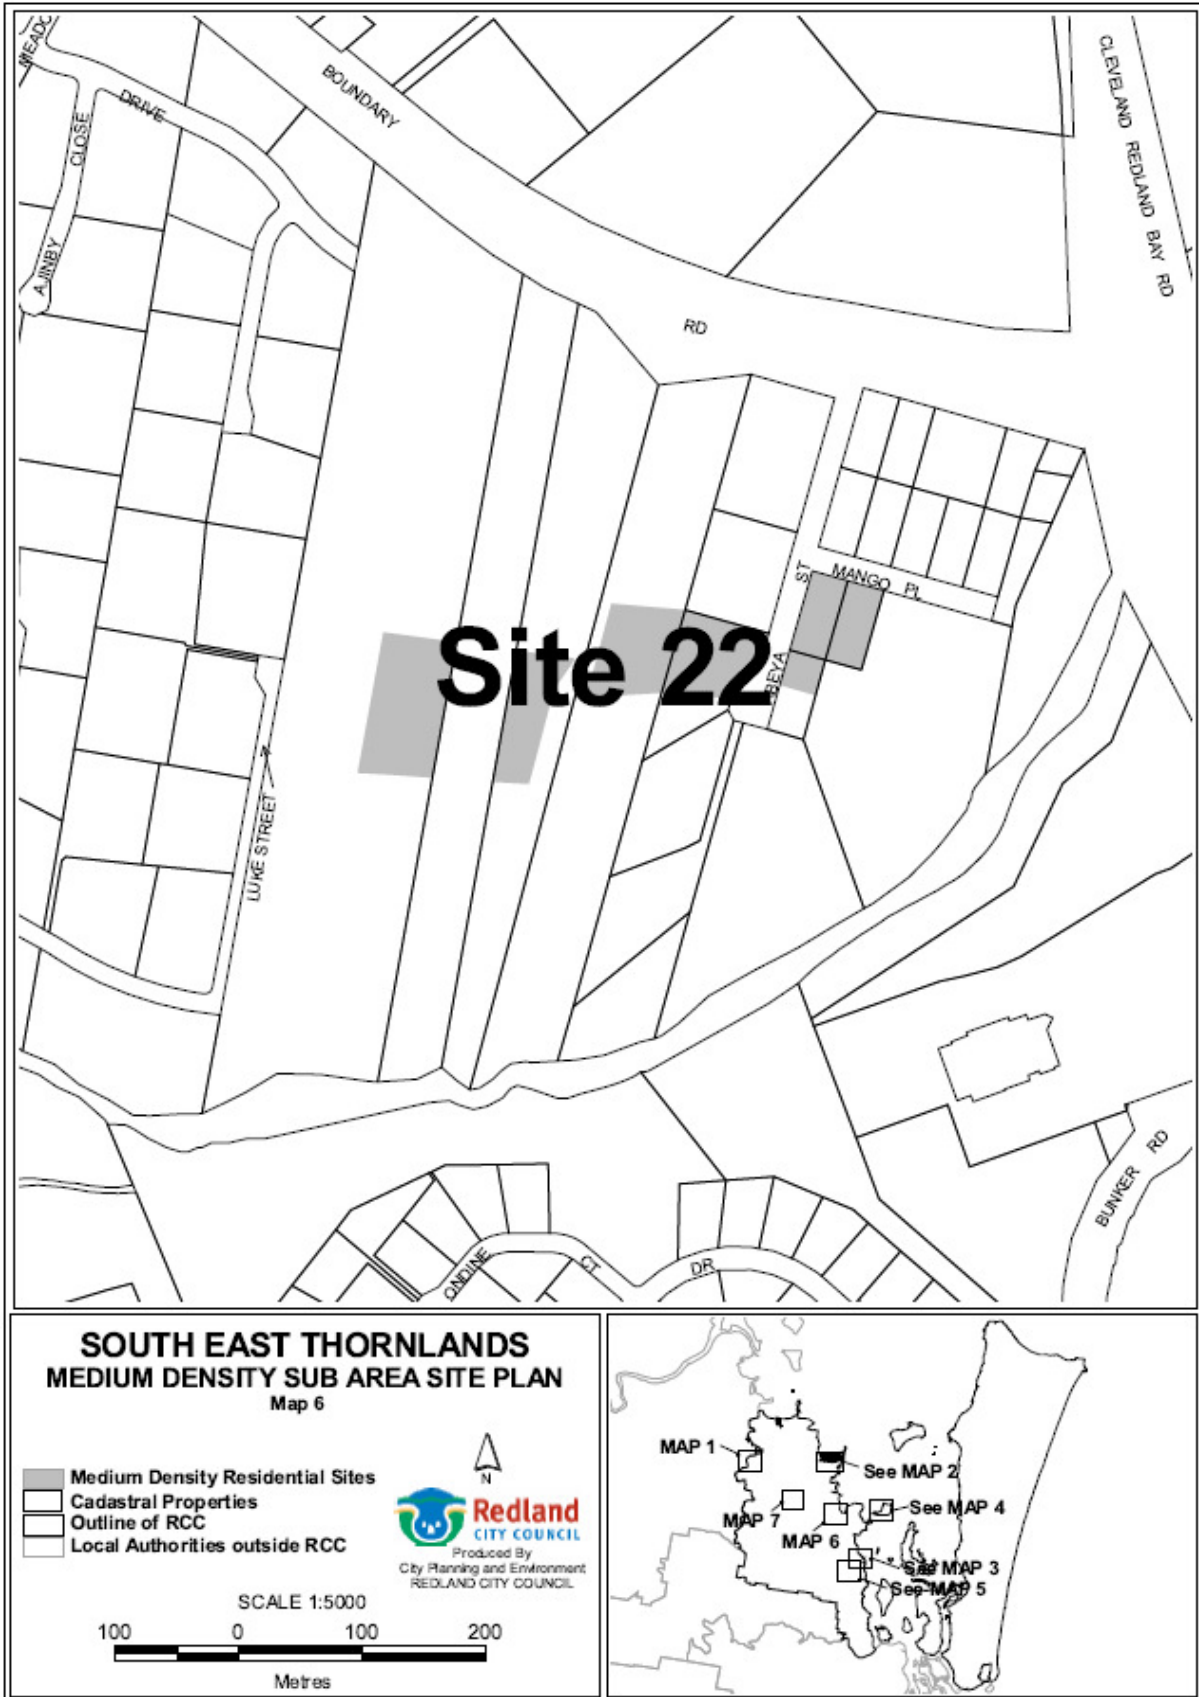 MEADO
DRIVE
CLOSE
AJINBY
BOUNDARY
RD
CLEVELAND REDLAND BAY RD
MANGO PL
BEYA ST
Site 22
LUKE STREET
BUNKER RD
ONDINE CT
DR
SOUTH EAST THORNLANDS
MEDIUM DENSITY SUB AREA SITE PLAN
Map 6
Medium Density Residential Sites
Cadastral Properties
Outline of RCC
Local Authorities outside RCC
N
Redland
CITY COUNCIL
Produced By
City Planning and Environment
REDLAND CITY COUNCIL
SCALE 1:5000
100 0 100 200
Metres
MAP 1
See MAP 2
See MAP 4
MAP 7
MAP 6
See MAP 3
See MAP 5